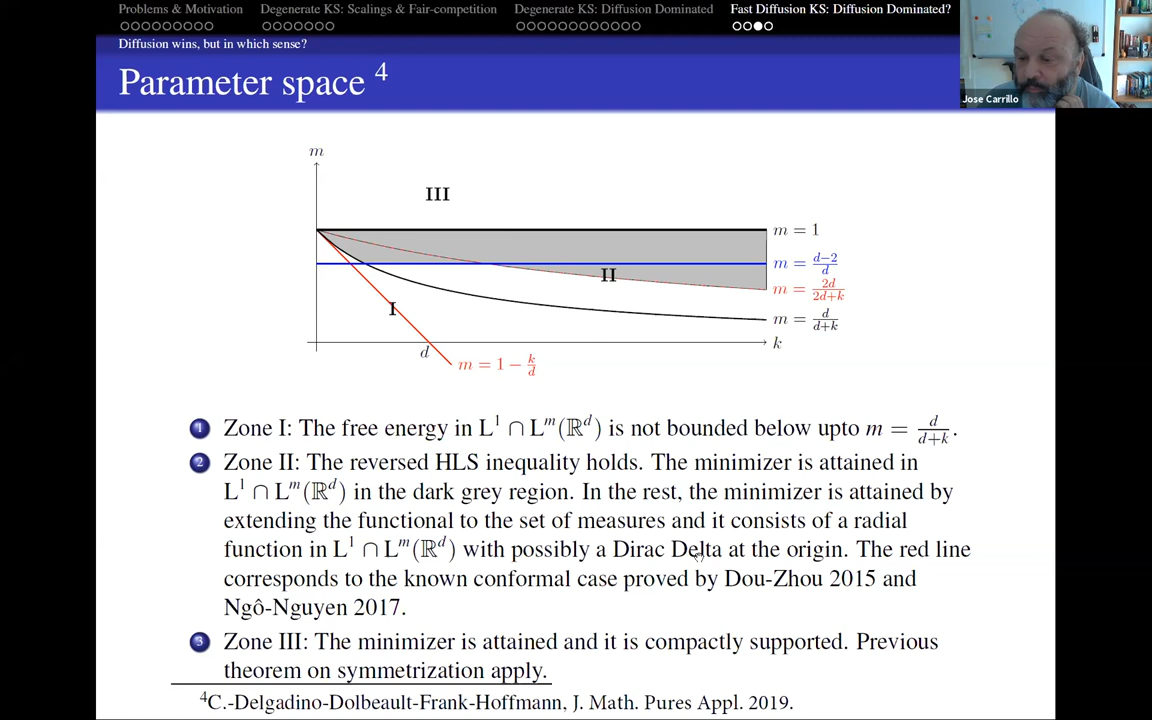 Problems & Motivation
Degenerate KS: Scalings & Fair-competition
Degenerate KS: Diffusion Dominated
Fast Diffusion KS: Diffusion Dominated?
Diffusion wins, but in which sense?
Parameter space 4
Jose Carrillo
m
III
m = 1
m = d−2/d
II
m = 2d/2d+k
I
m = d/d+k
d
k
m = 1 − k/d
1 Zone I: The free energy in L¹ ∩ Lᵐ(ℝᵈ) is not bounded below upto m = d/d+k.
2 Zone II: The reversed HLS inequality holds. The minimizer is attained in
L¹ ∩ Lᵐ(ℝᵈ) in the dark grey region. In the rest, the minimizer is attained by
extending the functional to the set of measures and it consists of a radial
function in L¹ ∩ Lᵐ(ℝᵈ) with possibly a Dirac Delta at the origin. The red line
corresponds to the known conformal case proved by Dou-Zhou 2015 and
Ngô-Nguyen 2017.
3 Zone III: The minimizer is attained and it is compactly supported. Previous
theorem on symmetrization apply.
4C.-Delgadino-Dolbeault-Frank-Hoffmann, J. Math. Pures Appl. 2019.